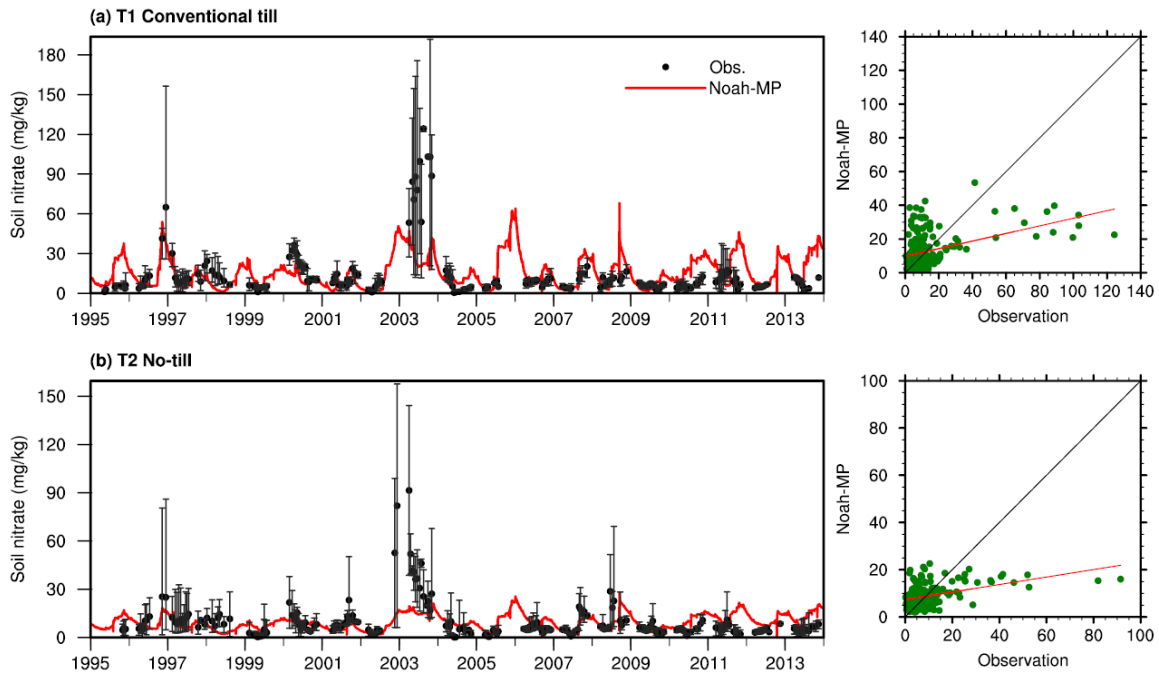 (a) T1 Conventional till
Soil nitrate (mg/kg)
180
150
120
90
60
30
0
1995 1997 1999 2001 2003 2005 2007 2009 2011 2013
Obs.
Noah-MP
Noah-MP
140
120
100
80
60
40
20
0
0 20 40 60 80 100 120 140
Observation
(b) T2 No-till
Soil nitrate (mg/kg)
150
120
90
60
30
0
1995 1997 1999 2001 2003 2005 2007 2009 2011 2013
Noah-MP
100
80
60
40
20
0
0 20 40 60 80 100
Observation